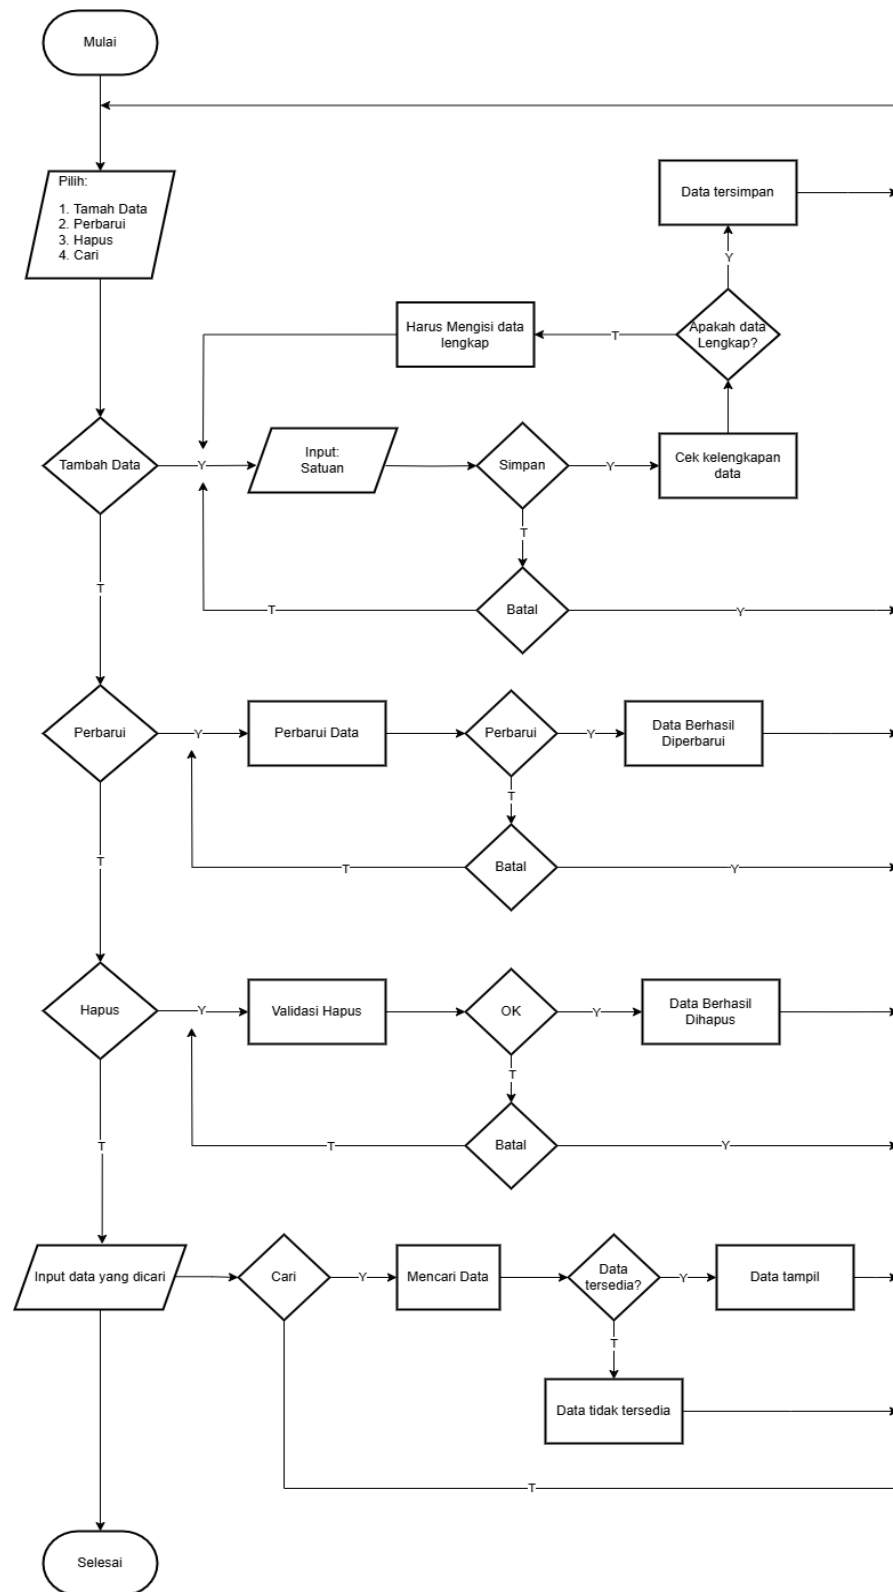 Mulai
Pilih:
1. Tamah Data
2. Perbarui
3. Hapus
4. Cari
Data tersimpan
Y
Apakah data
Lengkap?
T
Harus Mengisi data
lengkap
Tambah Data
Y
Input:
Satuan
Simpan
Y
Cek kelengkapan
data
T
T
Batal
Y
T
Perbarui
Y
Perbarui Data
Perbarui
Y
Data Berhasil
Diperbarui
T
T
Batal
Y
T
Hapus
Y
Validasi Hapus
OK
Y
Data Berhasil
Dihapus
T
T
Batal
Y
T
Input data yang dicari
Cari
Y
Mencari Data
Data
tersedia?
Y
Data tampil
T
Data tidak tersedia
T
Selesai